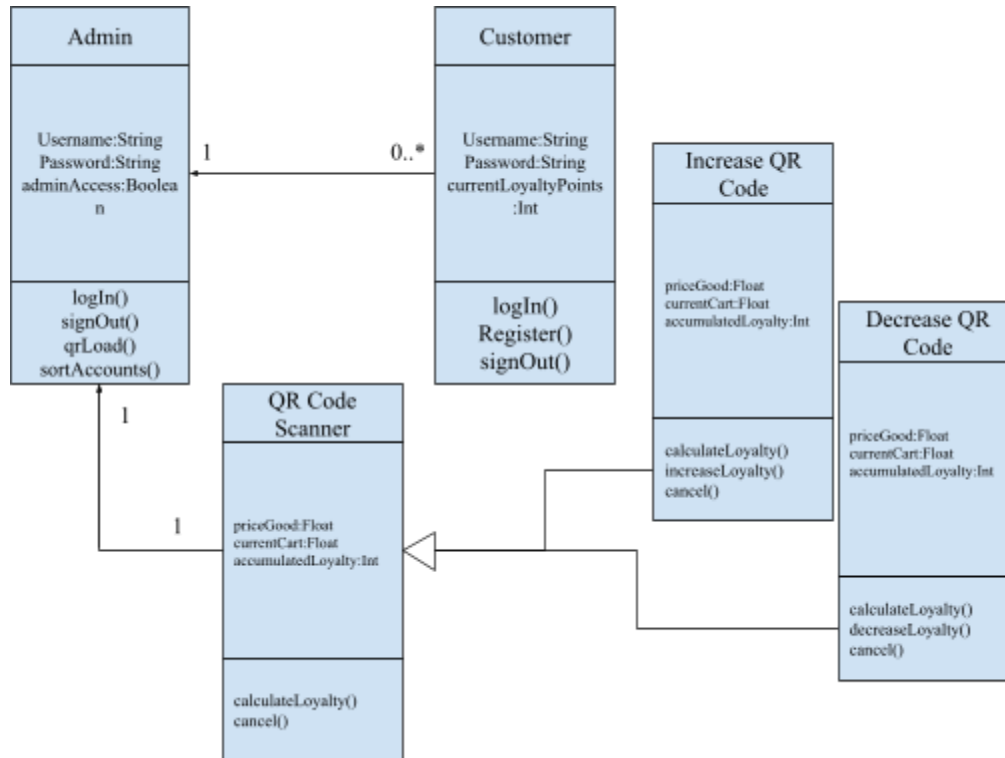 Admin
Username:String
Password:String
adminAccess:Boolea
n
logIn()
signOut()
qrLoad()
sortAccounts()
1
0..*
Customer
Username:String
Password:String
currentLoyaltyPoints
:Int
logIn()
Register()
signOut()
1
1
QR Code
Scanner
priceGood:Float
currentCart:Float
accumulatedLoyalty:Int
calculateLoyalty()
cancel()
Increase QR
Code
priceGood:Float
currentCart:Float
accumulatedLoyalty:Int
calculateLoyalty()
increaseLoyalty()
cancel()
Decrease QR
Code
priceGood:Float
currentCart:Float
accumulatedLoyalty:Int
calculateLoyalty()
decreaseLoyalty()
cancel()